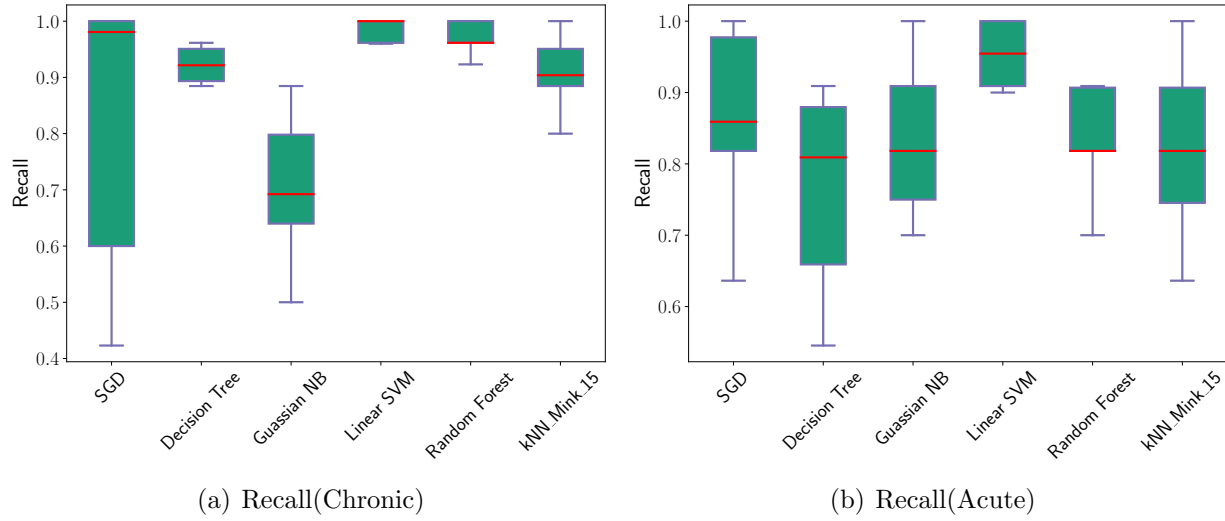 Recall
1.0
0.9
0.8
0.7
0.6
0.5
0.4
SGD
Decision Tree
Guassian NB
Linear SVM
Random Forest
kNN_Mink_15
(a) Recall(Chronic)
Recall
1.0
0.9
0.8
0.7
0.6
SGD
Decision Tree
Guassian NB
Linear SVM
Random Forest
kNN_Mink_15
(b) Recall(Acute)